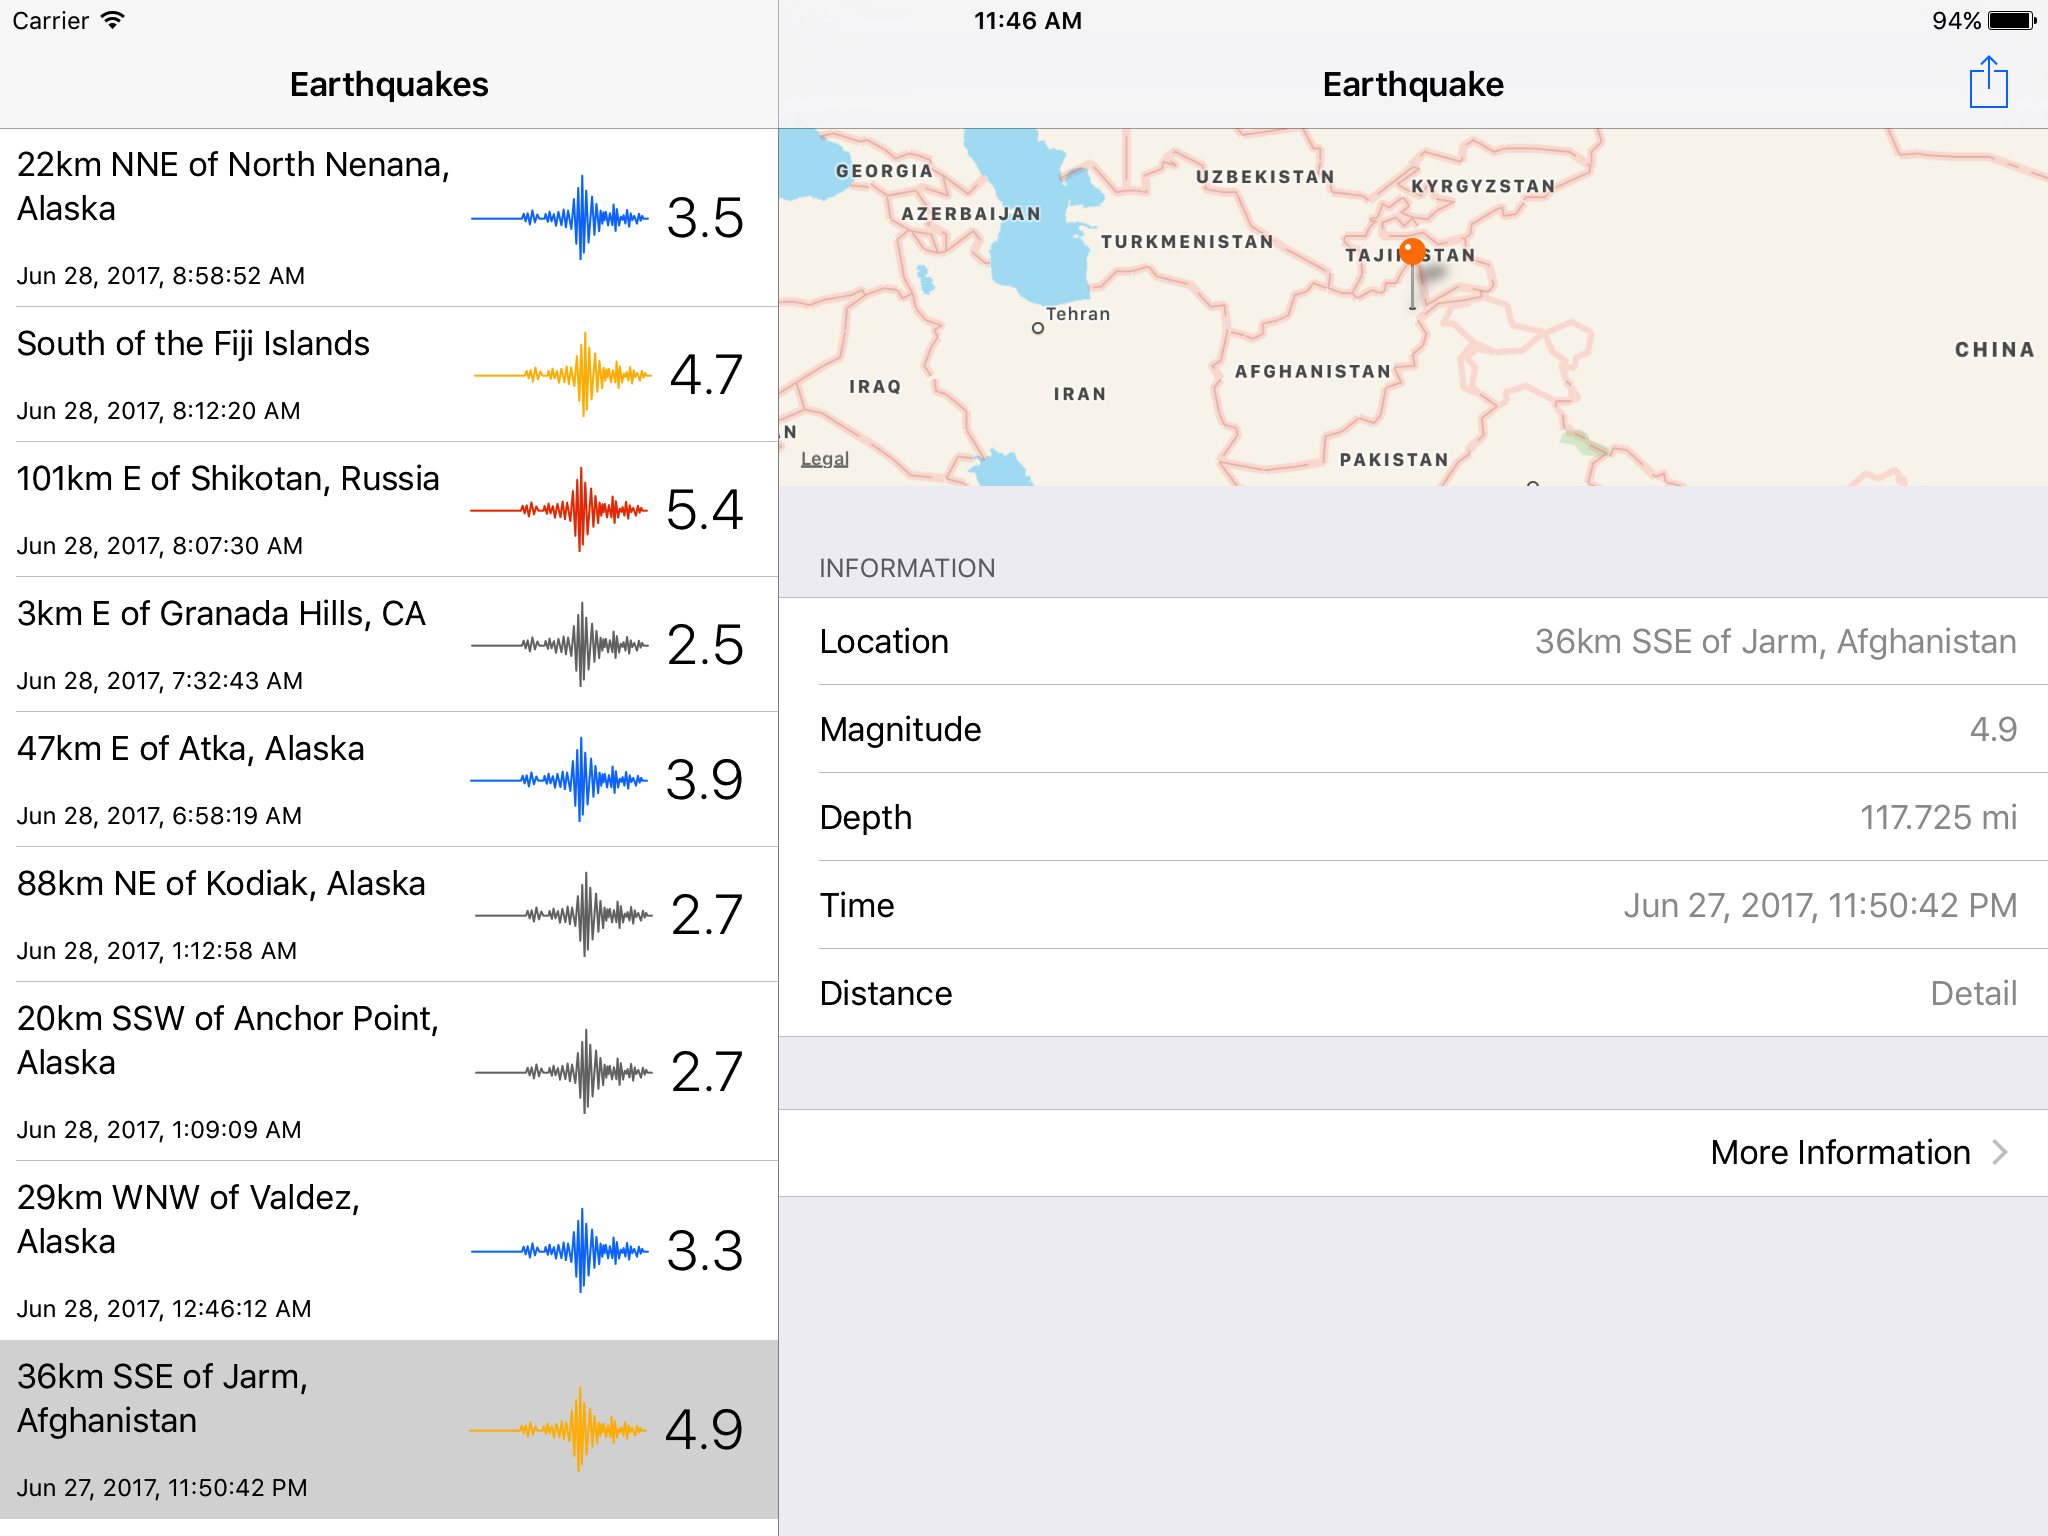 Carrier
11:46 AM
94%
Earthquakes
22km NNE of North Nenana,
Alaska
3.5
Jun 28, 2017, 8:58:52 AM
South of the Fiji Islands
4.7
Jun 28, 2017, 8:12:20 AM
101km E of Shikotan, Russia
5.4
Jun 28, 2017, 8:07:30 AM
3km E of Granada Hills, CA
2.5
Jun 28, 2017, 7:32:43 AM
47km E of Atka, Alaska
3.9
Jun 28, 2017, 6:58:19 AM
88km NE of Kodiak, Alaska
2.7
Jun 28, 2017, 1:12:58 AM
20km SSW of Anchor Point,
Alaska
2.7
Jun 28, 2017, 1:09:09 AM
29km WNW of Valdez,
Alaska
3.3
Jun 28, 2017, 12:46:12 AM
36km SSE of Jarm,
Afghanistan
4.9
Jun 27, 2017, 11:50:42 PM
Earthquake
GEORGIA
UZBEKISTAN
KYRGYZSTAN
AZERBAIJAN
TURKMENISTAN
Tehran
CHINA
AFGHANISTAN
IRAQ
IRAN
Legal
PAKISTAN
INFORMATION
Location 36km SSE of Jarm, Afghanistan
Magnitude 4.9
Depth 117.725 mi
Time Jun 27, 2017, 11:50:42 PM
Distance Detail
More Information